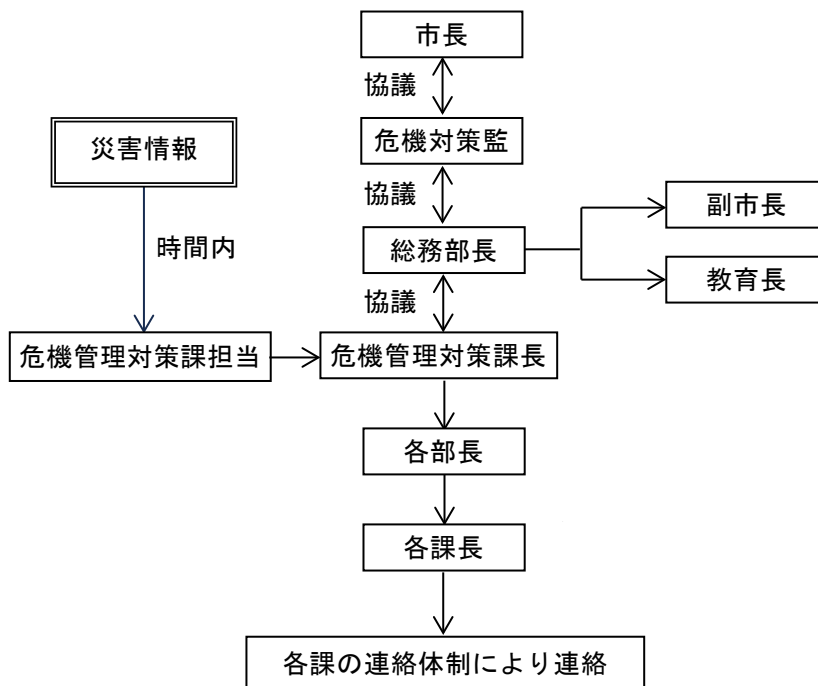 市長
協議
危機対策監
災害情報
協議
副市長
時間内
総務部長
教育長
協議
危機管理対策課担当
危機管理対策課長
各部長
各課長
各課の連絡体制により連絡